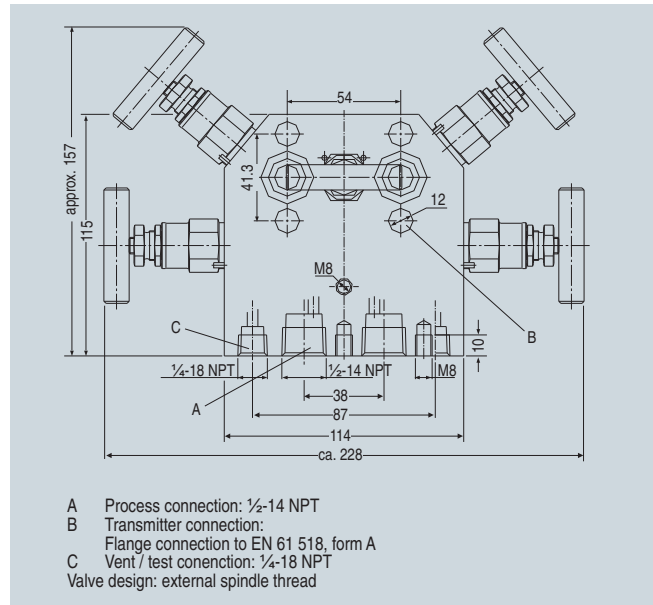 54
approx. 157
115
41.3
12
M8
C
B
10
¼-18 NPT
½-14 NPT
M8
A
38
87
114
ca. 228
A Process connection: ½-14 NPT
B Transmitter connection:
Flange connection to EN 61 518, form A
C Vent / test conenction: ¼-18 NPT
Valve design: external spindle thread